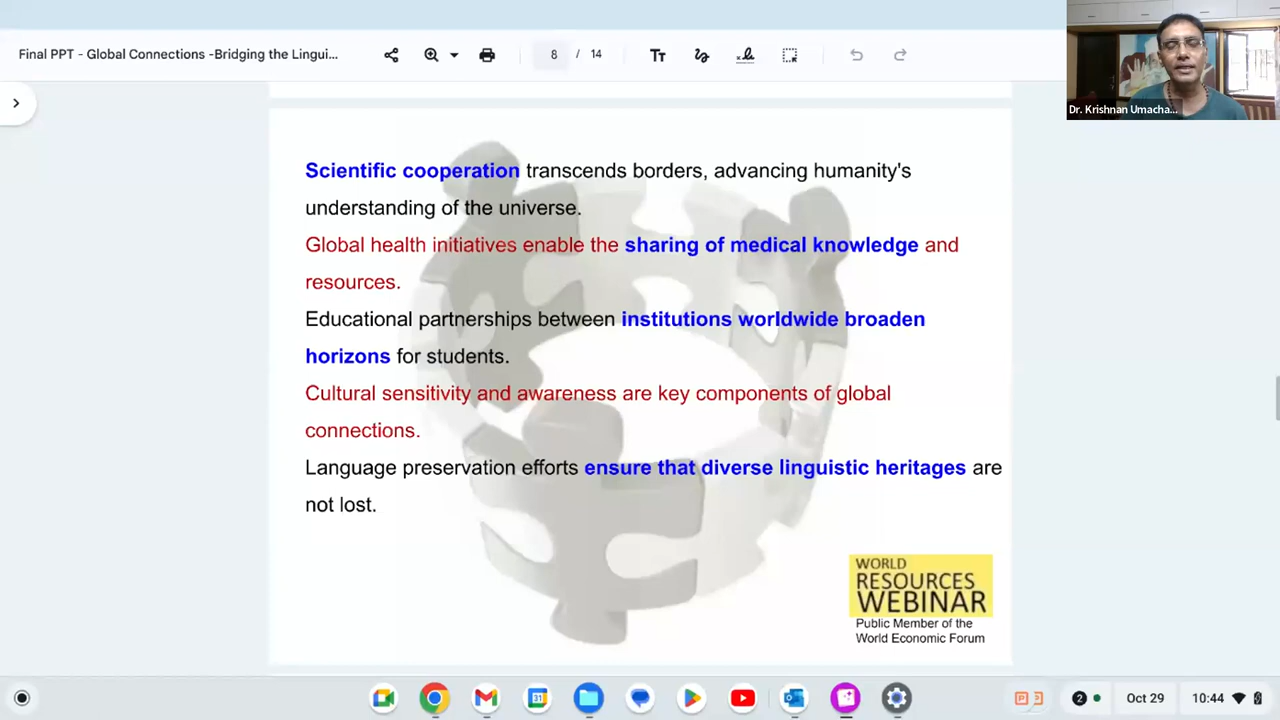 Final PPT - Global Connections -Bridging the Lingui...
8 / 14
Dr. Krishnan Umacha...
Scientific cooperation transcends borders, advancing humanity's
understanding of the universe.
Global health initiatives enable the sharing of medical knowledge and
resources.
Educational partnerships between institutions worldwide broaden
horizons for students.
Cultural sensitivity and awareness are key components of global
connections.
Language preservation efforts ensure that diverse linguistic heritages are
not lost.
WORLD
RESOURCES
WEBINAR
Public Member of the
World Economic Forum
31
2
Oct 29
10:44